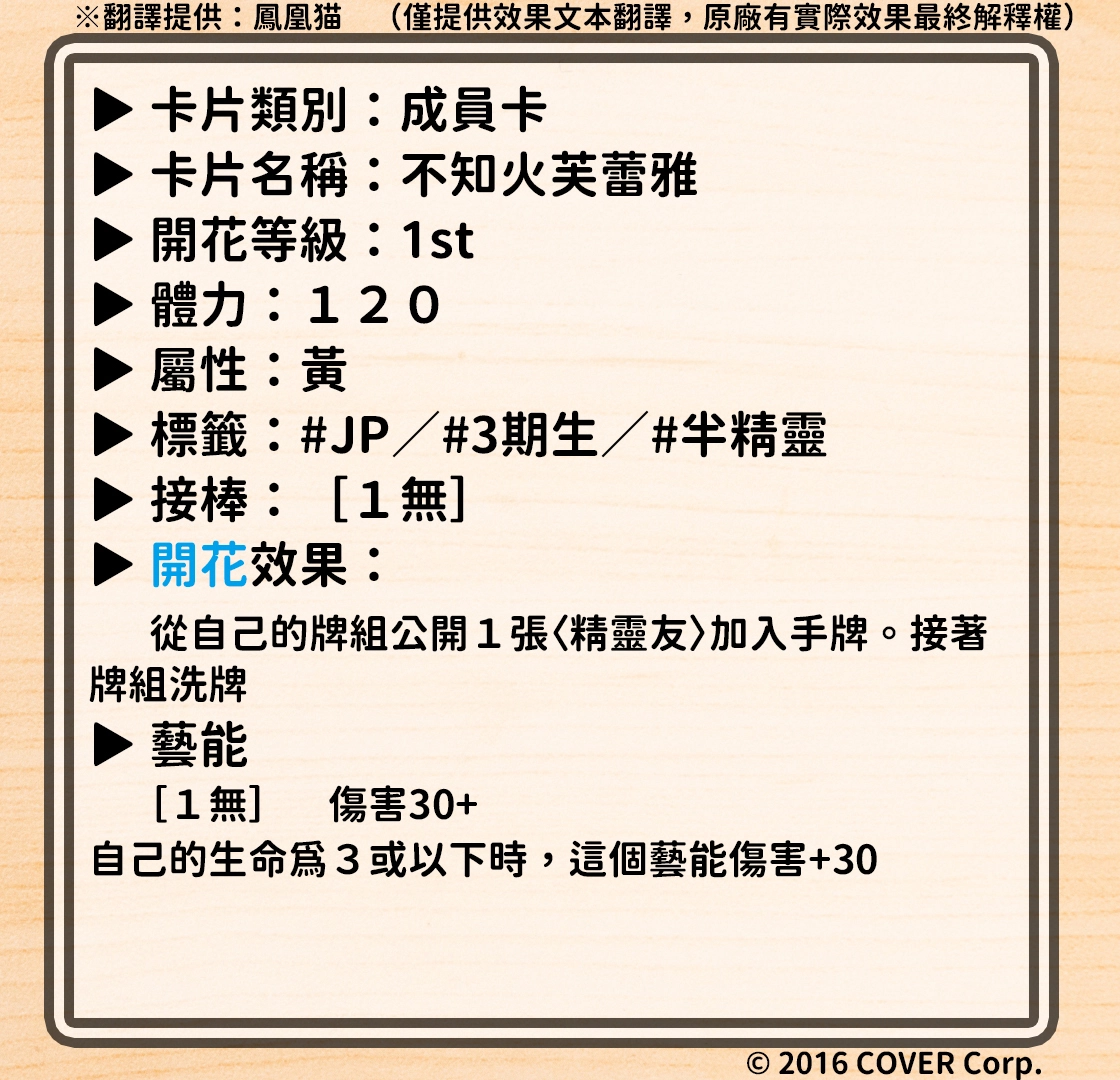 ※翻譯提供：鳳凰猫　（僅提供效果文本翻譯，原廠有實際效果最終解釋權）
▶ 卡片類別：成員卡
▶ 卡片名稱：不知火芙蕾雅
▶ 開花等級：1st
▶ 體力：１２０
▶ 屬性：黃
▶ 標籤：#JP／#3期生／#半精靈
▶ 接棒：［１無］
▶ 開花效果：
從自己的牌組公開１張〈精靈友〉加入手牌。接著
牌組洗牌
▶ 藝能
［１無］　傷害30+
自己的生命爲３或以下時，這個藝能傷害+30
© 2016 COVER Corp.